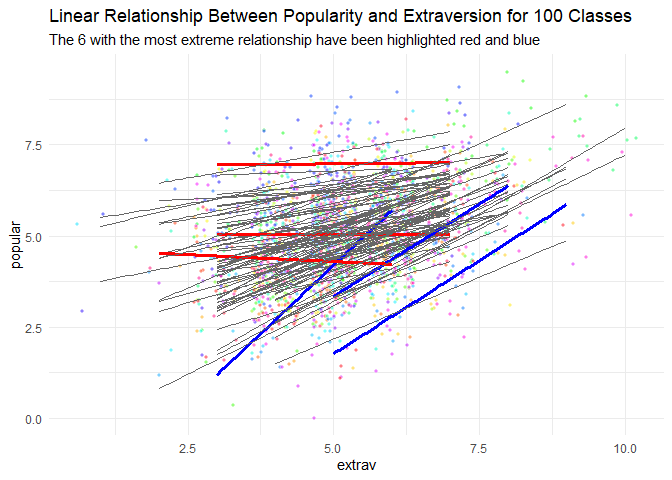 Linear Relationship Between Popularity and Extraversion for 100 Classes
The 6 with the most extreme relationship have been highlighted red and blue
popular
7.5
5.0
2.5
0.0
2.5 5.0 7.5 10.0
extrav